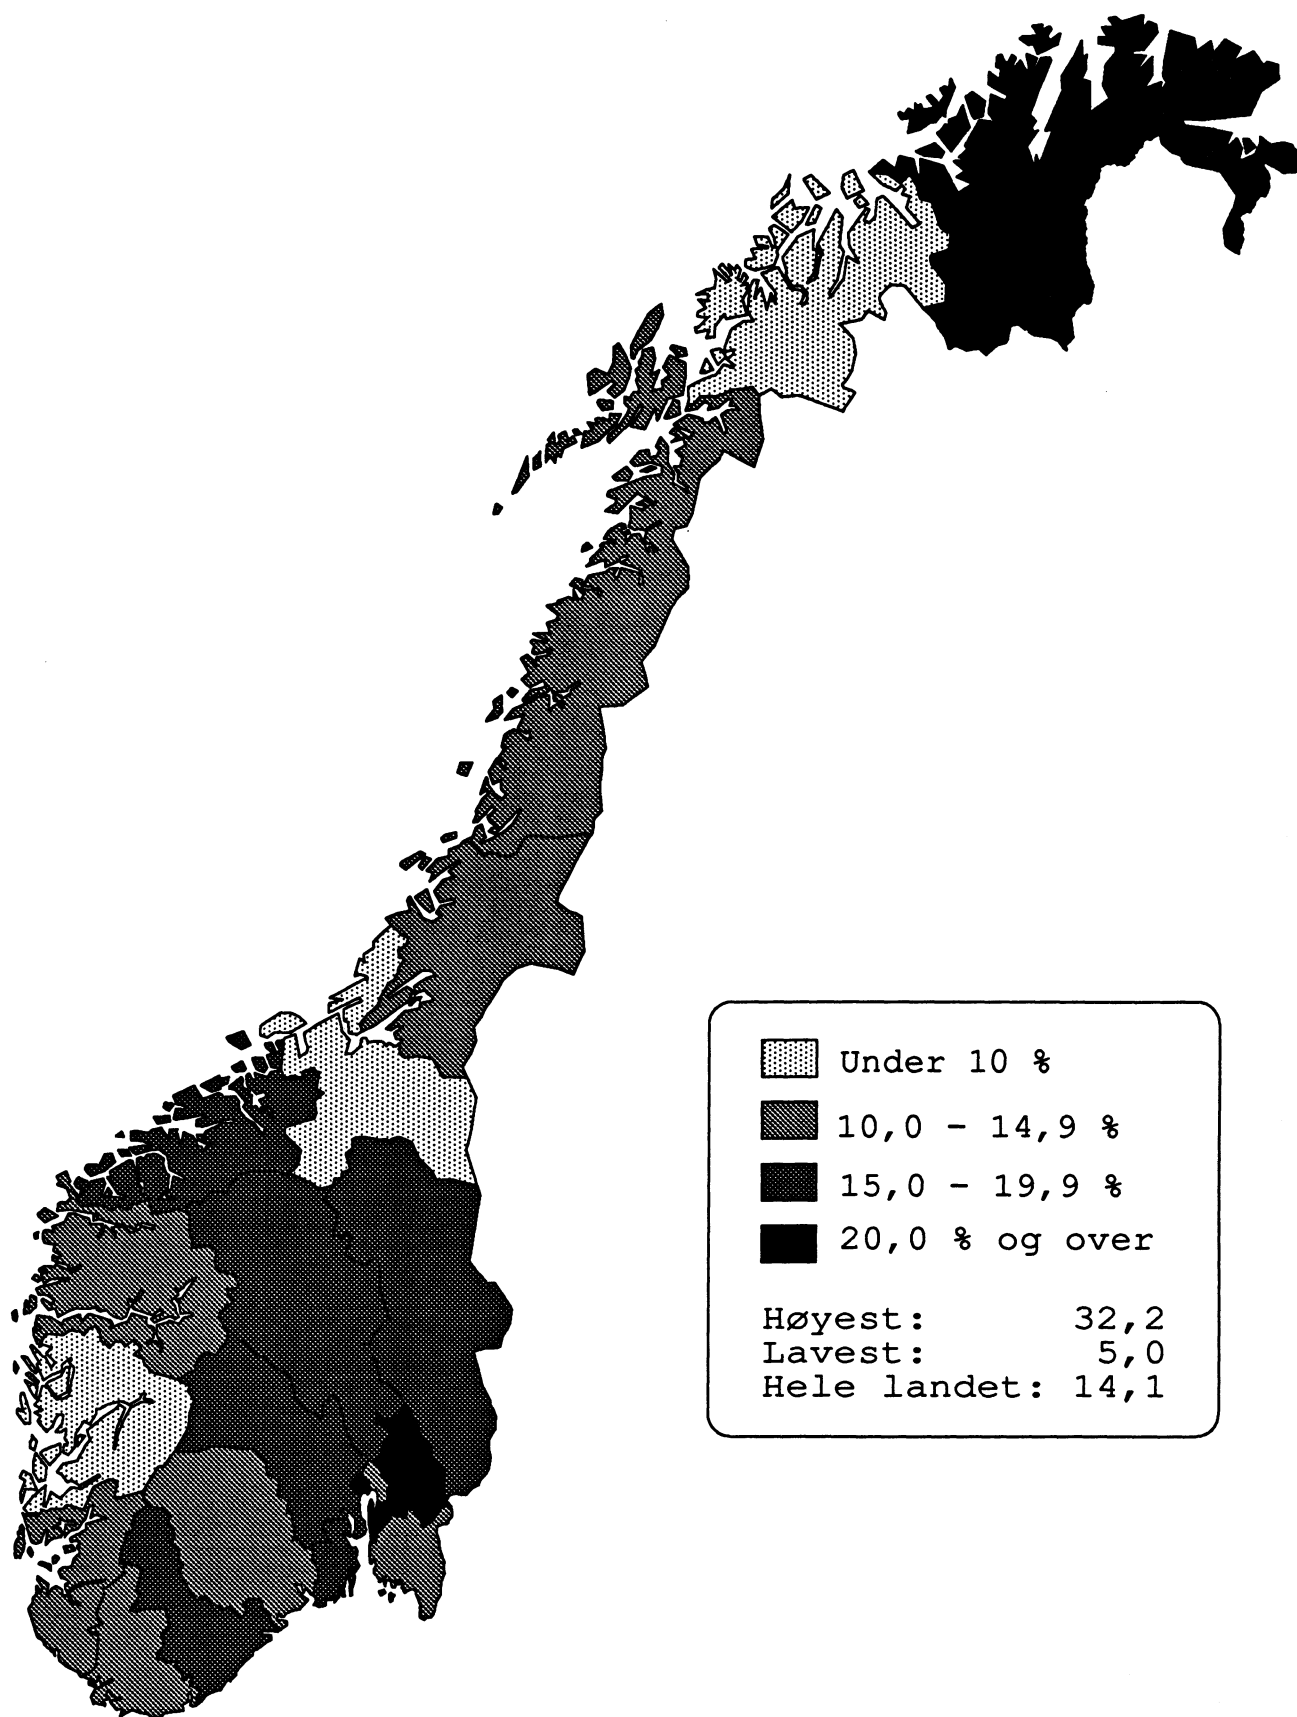 Under 10 %
10,0 - 14,9 %
15,0 - 19,9 %
20,0 % og over
Høyest: 32,2
Lavest: 5,0
Hele landet: 14,1